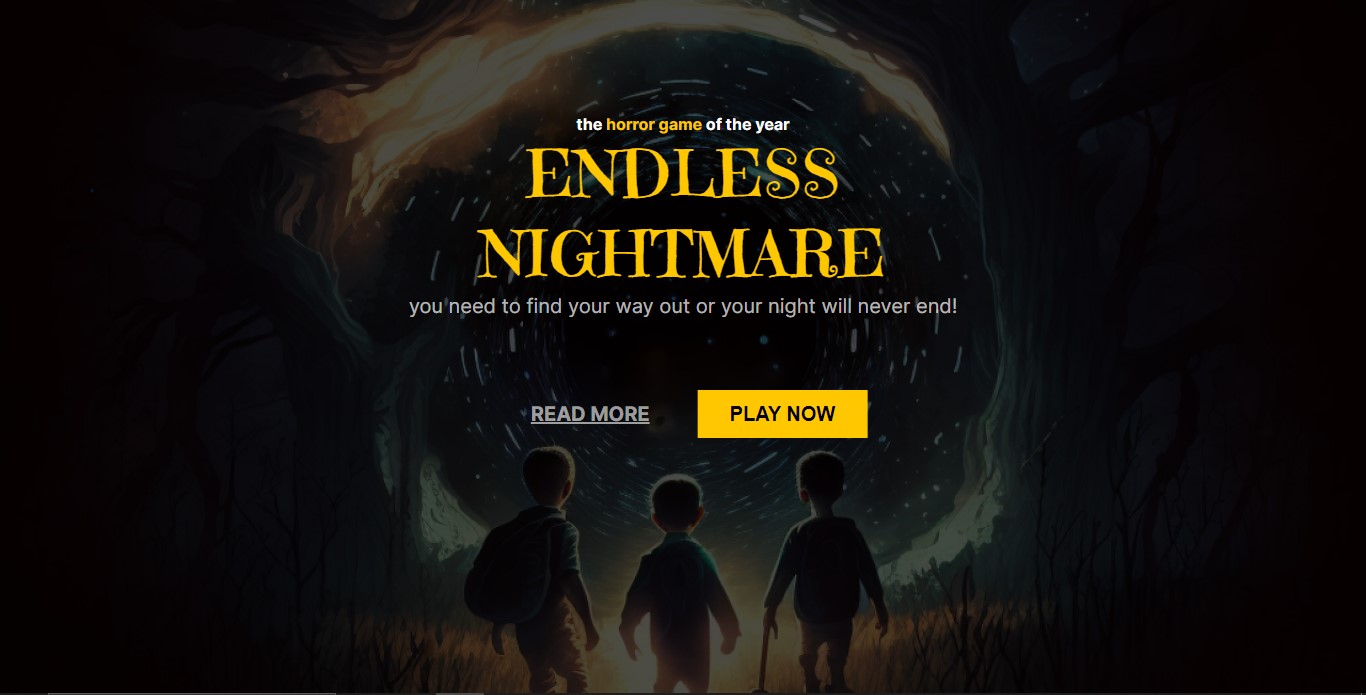 the horror game of the year
ENDLESS
NIGHTMARE
you need to find your way out or your night will never end!
READ MORE
PLAY NOW